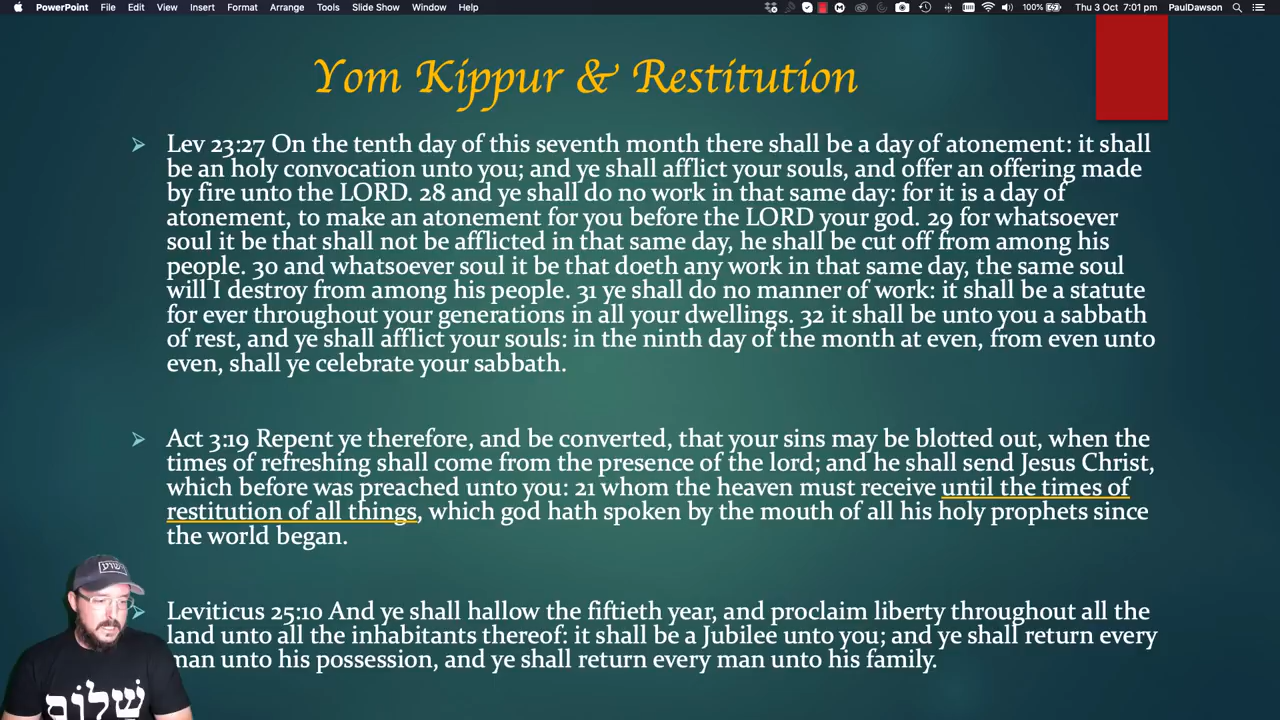 PowerPoint File Edit View Insert Format Arrange Tools Slide Show Window Help 100% Thu 3 Oct 7:01 pm PaulDawson
Yom Kippur & Restitution
Lev 23:27 On the tenth day of this seventh month there shall be a day of atonement: it shall
be an holy convocation unto you; and ye shall afflict your souls, and offer an offering made
by fire unto the LORD. 28 and ye shall do no work in that same day: for it is a day of
atonement, to make an atonement for you before the LORD your god. 29 for whatsoever
soul it be that shall not be afflicted in that same day, he shall be cut off from among his
people. 30 and whatsoever soul it be that doeth any work in that same day, the same soul
will I destroy from among his people. 31 ye shall do no manner of work: it shall be a statute
for ever throughout your generations in all your dwellings. 32 it shall be unto you a sabbath
of rest, and ye shall afflict your souls: in the ninth day of the month at even, from even unto
even, shall ye celebrate your sabbath.
Act 3:19 Repent ye therefore, and be converted, that your sins may be blotted out, when the
times of refreshing shall come from the presence of the lord; and he shall send Jesus Christ,
which before was preached unto you: 21 whom the heaven must receive until the times of
restitution of all things, which god hath spoken by the mouth of all his holy prophets since
the world began.
Leviticus 25:10 And ye shall hallow the fiftieth year, and proclaim liberty throughout all the
land unto all the inhabitants thereof: it shall be a Jubilee unto you; and ye shall return every
man unto his possession, and ye shall return every man unto his family.
ישוע
שָׁלוֹם